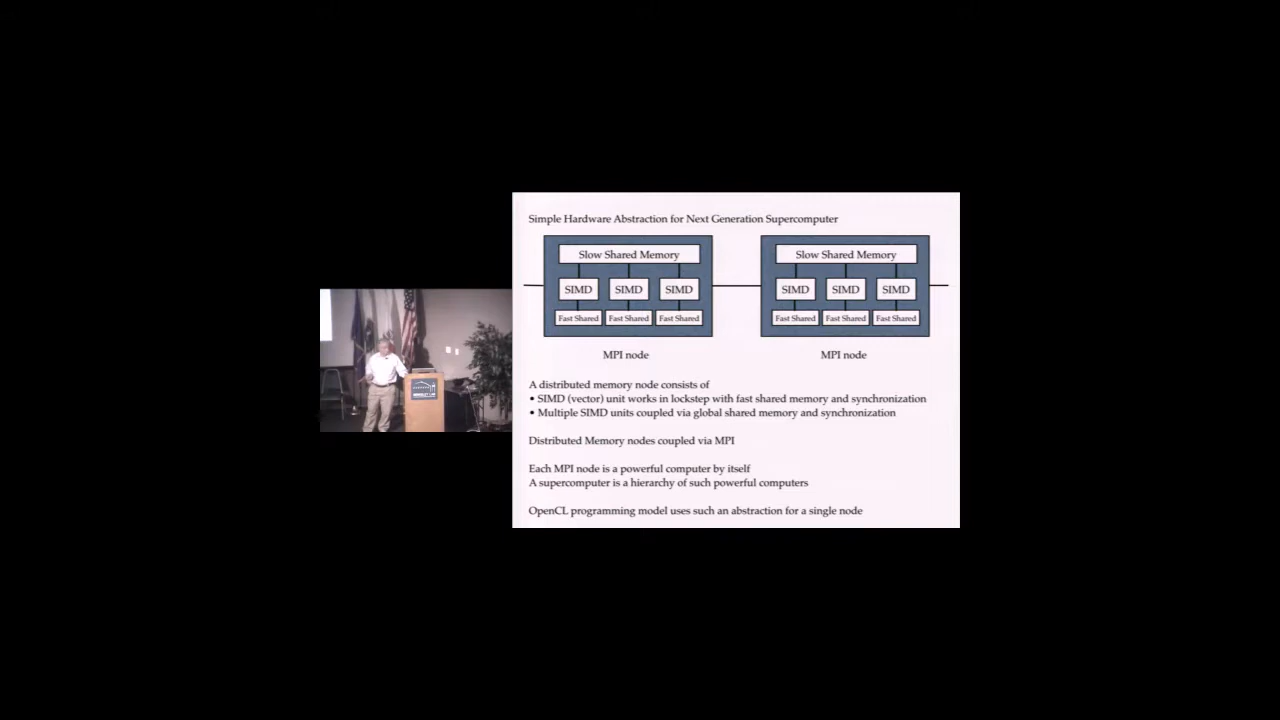 Simple Hardware Abstraction for Next Generation Supercomputer
Slow Shared Memory
SIMD SIMD SIMD
Fast Shared Fast Shared Fast Shared
MPI node
Slow Shared Memory
SIMD SIMD SIMD
Fast Shared Fast Shared Fast Shared
MPI node
A distributed memory node consists of
• SIMD (vector) unit works in lockstep with fast shared memory and synchronization
• Multiple SIMD units coupled via global shared memory and synchronization
Distributed Memory nodes coupled via MPI
Each MPI node is a powerful computer by itself
A supercomputer is a hierarchy of such powerful computers
OpenCL programming model uses such an abstraction for a single node